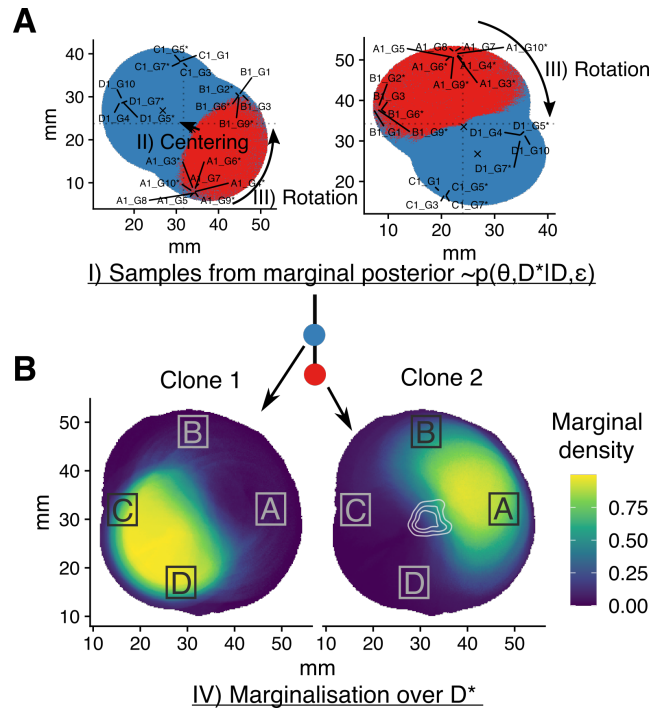 A
mm
40
30
20
10
C1_G5*
C1_G1
C1_G7*
C1_G3
B1_G1
B1_G2*
D1_G10
D1_G7*
B1_G6*
B1_G3
D1_G4
D1_G5*
B1_G9*
II) Centering
A1_G3*
A1_G6*
A1_G7
A1_G10*
A1_G4*
A1_G8
A1_G5
A1_G9*
III) Rotation
10
20
30
40
50
mm
50
40
30
20
A1_G5
A1_G8
A1_G7
A1_G10*
A1_G6*
A1_G4*
III) Rotation
B1_G2*
A1_G9*
A1_G3*
B1_G3
B1_G6*
B1_G1
B1_G9*
D1_G4
D1_G5*
D1_G10
D1_G7*
C1_G1
C1_G5*
C1_G3
C1_G7*
10
20
30
40
mm
I) Samples from marginal posterior ~p(θ,D*|D,ε)
B
Clone 1
Clone 2
mm
50
40
30
20
10
B
C
A
D
B
C
A
D
10
20
30
40
50
10
20
30
40
50
mm
Marginal
density
0.75
0.50
0.25
0.00
IV) Marginalisation over D*